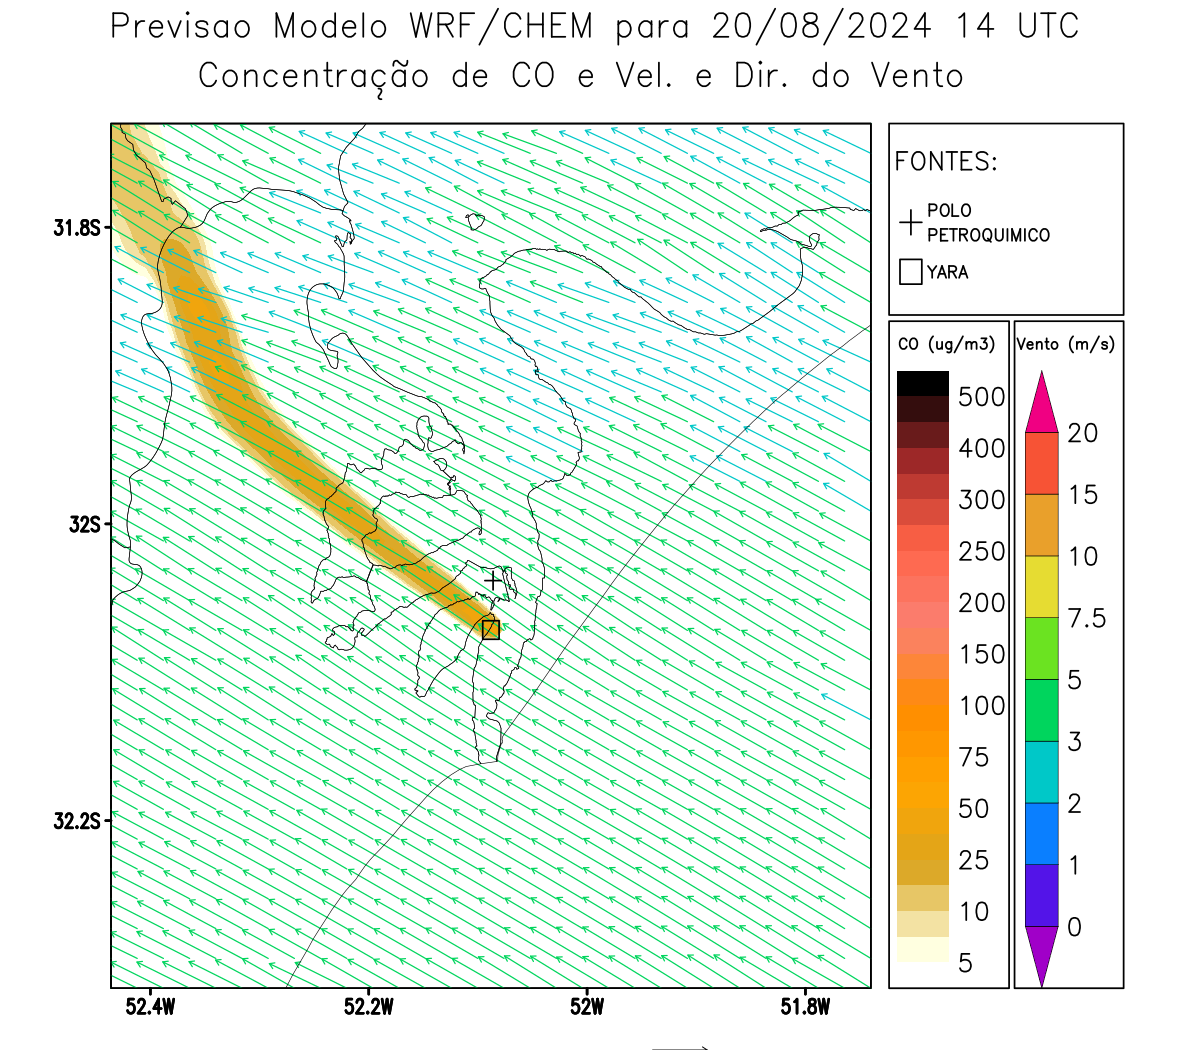 Previsao Modelo WRF/CHEM para 20/08/2024 14 UTC
Concentração de CO e Vel. e Dir. do Vento
FONTES:
POLO
PETROQUIMICO
YARA
CO (ug/m3)
500
400
300
250
200
150
100
75
50
25
10
5
Vento (m/s)
20
15
10
7.5
5
3
2
1
0
31.8S
32S
32.2S
52.4W
52.2W
52W
51.8W